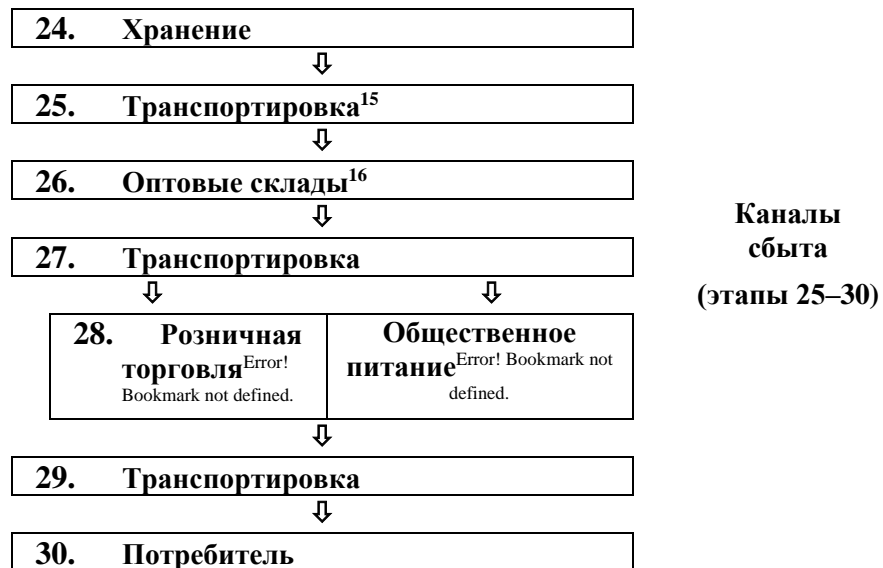 24. Хранение
⇩
25. Транспортировка15
⇩
26. Оптовые склады16
⇩
27. Транспортировка
⇩ ⇩
28. Розничная
торговляError!
Bookmark not defined.
Общественное
питаниеError! Bookmark not
defined.
⇩
29. Транспортировка
⇩
30. Потребитель
Каналы
сбыта
(этапы 25–30)